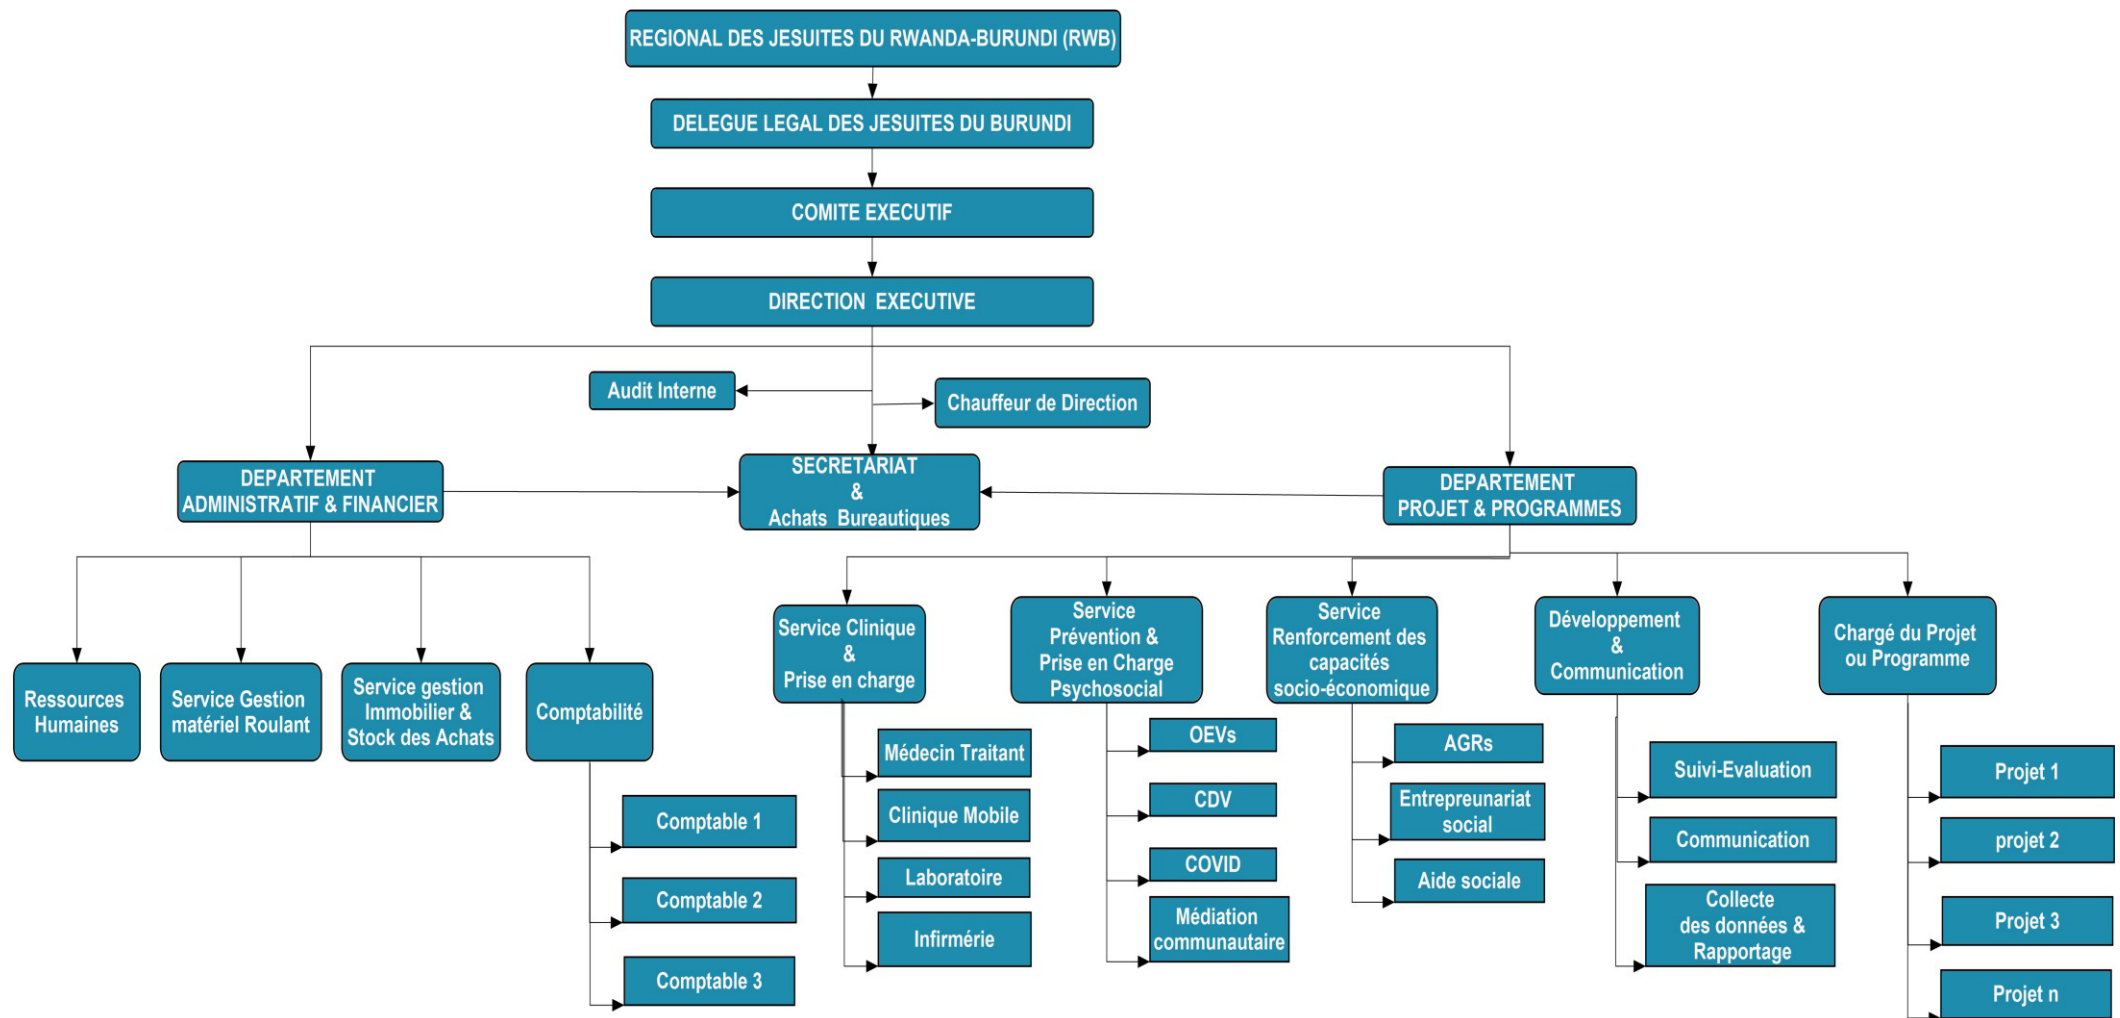 REGIONAL DES JESUITES DU RWANDA-BURUNDI (RWB)
DELEGUE LEGAL DES JESUITES DU BURUNDI
COMITE EXECUTIF
DIRECTION EXECUTIVE
Audit Interne
Chauffeur de Direction
DEPARTEMENT
ADMINISTRATIF & FINANCIER
SECRETARIAT
&
Achats Bureautiques
DEPARTEMENT
PROJET & PROGRAMMES
Ressources
Humaines
Service Gestion
matériel Roulant
Service gestion
Immobilier &
Stock des Achats
Comptabilité
Comptable 1
Comptable 2
Comptable 3
Service Clinique
&
Prise en charge
Médecin Traitant
Clinique Mobile
Laboratoire
Infirmérie
Service
Prévention &
Prise en Charge
Psychosocial
OEVs
CDV
COVID
Médiation
communautaire
Service
Renforcement des
capacités
socio-économique
AGRs
Entrepreunariat
social
Aide sociale
Développement
&
Communication
Suivi-Evaluation
Communication
Collecte
des données &
Rapportage
Chargé du Projet
ou Programme
Projet 1
projet 2
Projet 3
Projet n